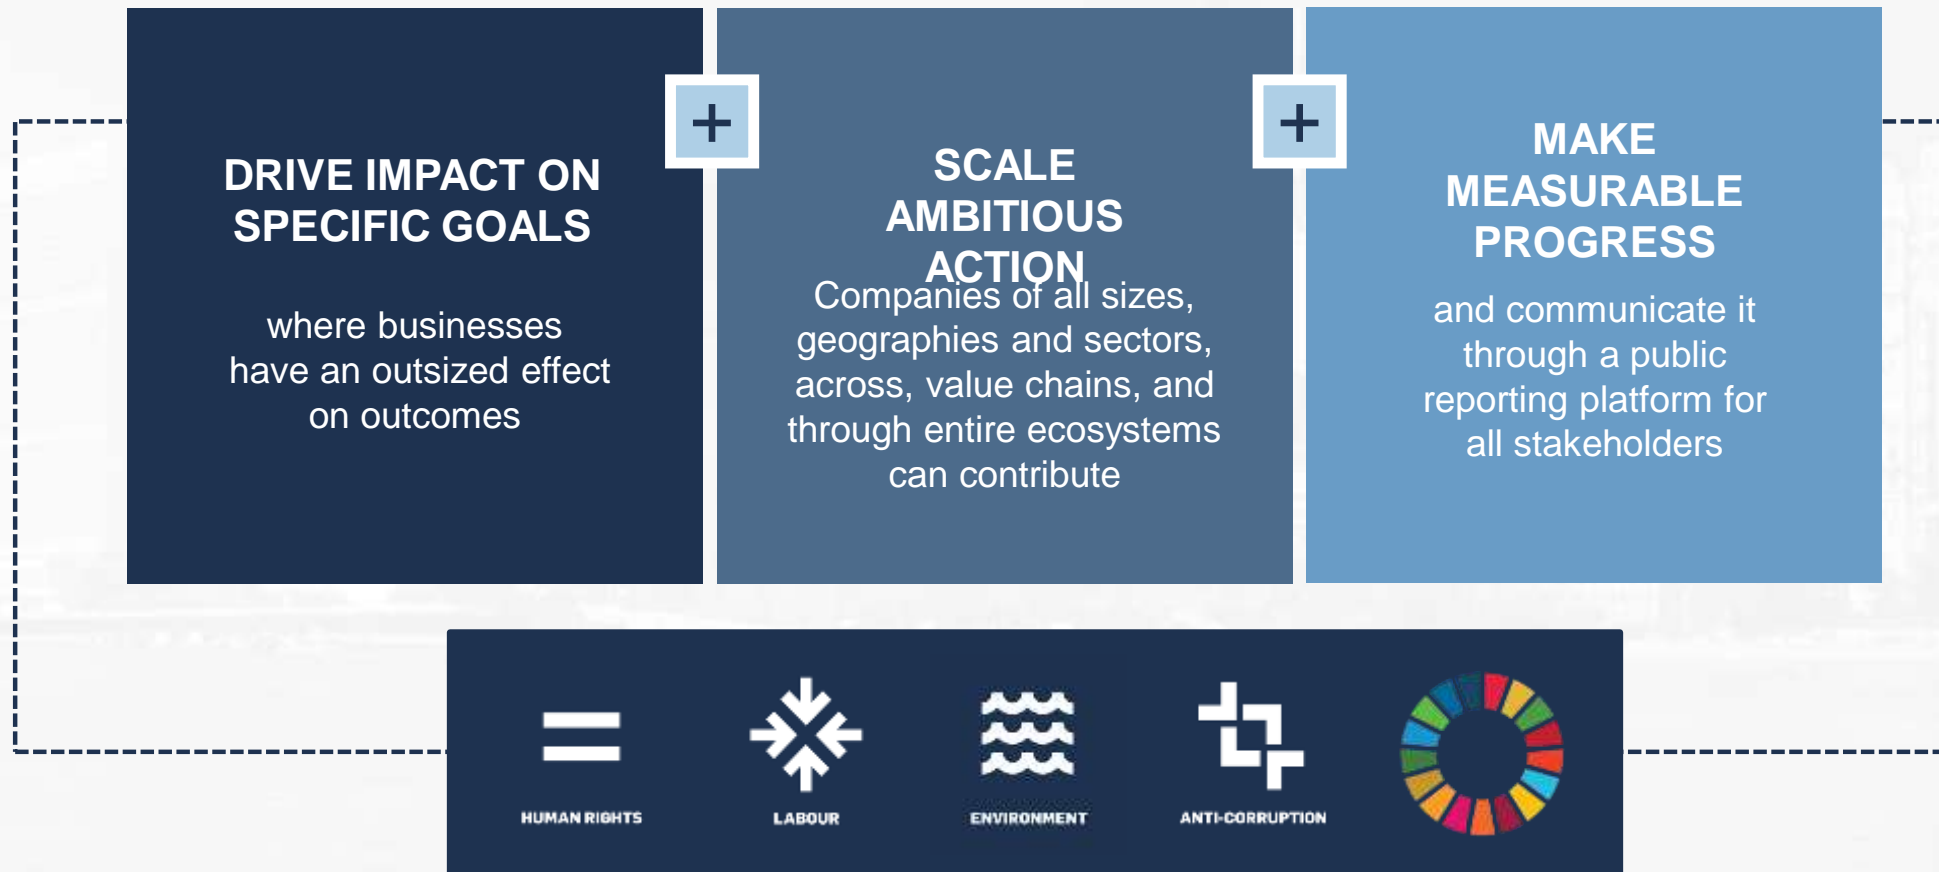 DRIVE IMPACT ON
SPECIFIC GOALS
where businesses
have an outsized effect
on outcomes
+
SCALE
AMBITIOUS
ACTION
Companies of all sizes,
geographies and sectors,
across, value chains, and
through entire ecosystems
can contribute
+
MAKE
MEASURABLE
PROGRESS
and communicate it
through a public
reporting platform for
all stakeholders
HUMAN RIGHTS
LABOUR
ENVIRONMENT
ANTI-CORRUPTION